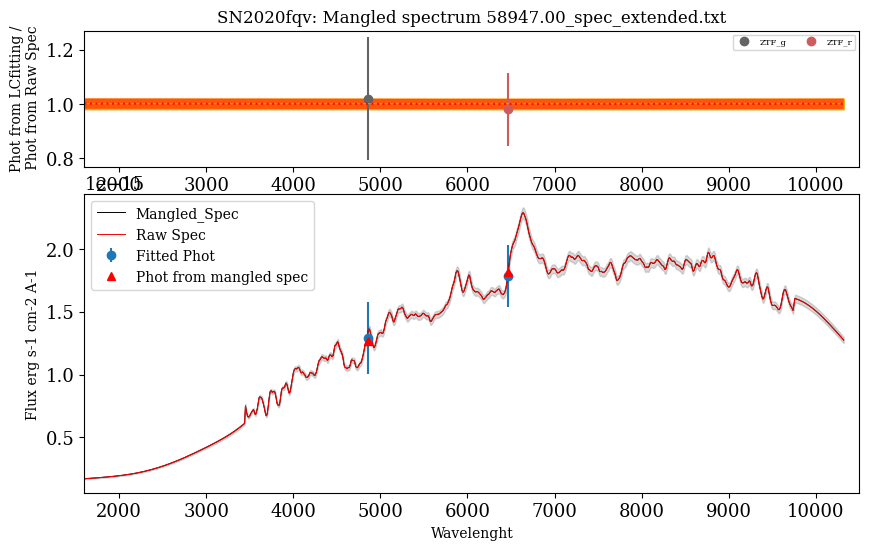 SN2020fqv: Mangled spectrum 58947.00_spec_extended.txt
Phot from LCfitting /
Phot from Raw Spec
1.2
1.0
0.8
ZTF_g
ZTF_r
2000 3000 4000 5000 6000 7000 8000 9000 10000
Mangled_Spec
Raw Spec
Fitted Phot
Phot from mangled spec
Flux erg s-1 cm-2 A-1
2.0
1.5
1.0
0.5
2000 3000 4000 5000 6000 7000 8000 9000 10000
Wavelenght